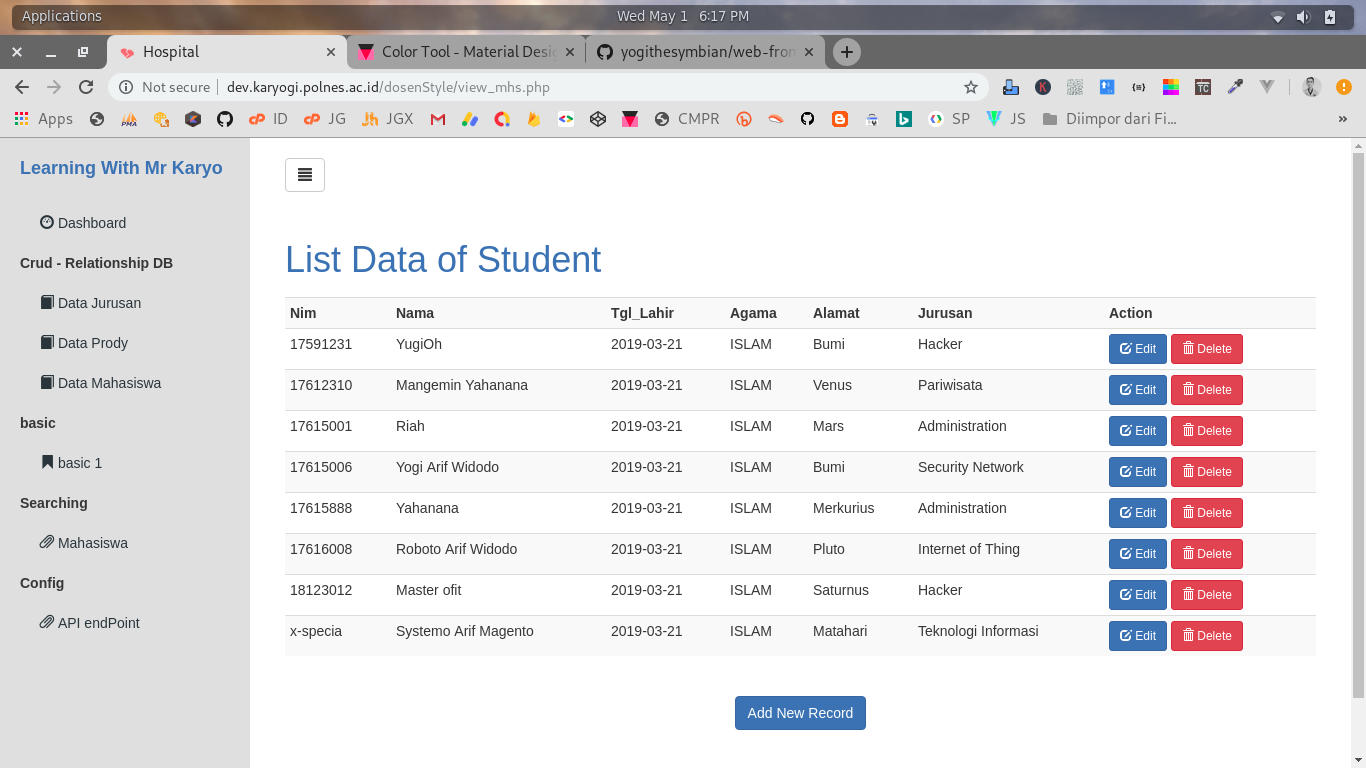 Applications
Wed May 1 6:17 PM
Hospital
Color Tool - Material Desig
yogithesymbian/web-fron
Not secure
dev.karyogi.polnes.ac.id/dosenStyle/view_mhs.php
Apps
ID
JG
JGX
CMPR
SP
JS
Diimpor dari Fi...
»
Learning With Mr Karyo
Dashboard
Crud - Relationship DB
Data Jurusan
Data Prody
Data Mahasiswa
basic
basic 1
Searching
Mahasiswa
Config
API endPoint
List Data of Student
Nim Nama Tgl_Lahir Agama Alamat Jurusan Action
17591231 YugiOh 2019-03-21 ISLAM Bumi Hacker Edit Delete
17612310 Mangemin Yahanana 2019-03-21 ISLAM Venus Pariwisata Edit Delete
17615001 Riah 2019-03-21 ISLAM Mars Administration Edit Delete
17615006 Yogi Arif Widodo 2019-03-21 ISLAM Bumi Security Network Edit Delete
17615888 Yahanana 2019-03-21 ISLAM Merkurius Administration Edit Delete
17616008 Roboto Arif Widodo 2019-03-21 ISLAM Pluto Internet of Thing Edit Delete
18123012 Master ofit 2019-03-21 ISLAM Saturnus Hacker Edit Delete
x-specia Systemo Arif Magento 2019-03-21 ISLAM Matahari Teknologi Informasi Edit Delete
Add New Record